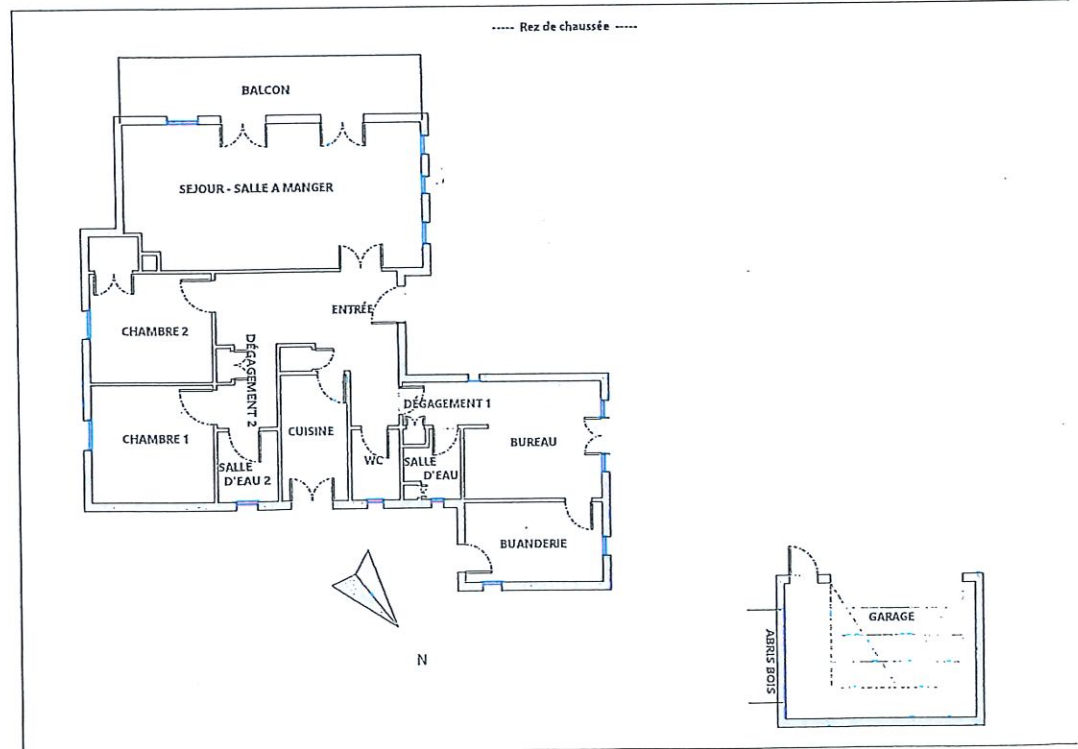 ----- Rez de chaussée -----
BALCON
SEJOUR - SALLE A MANGER
ENTRÉE
CHAMBRE 2
DÉGAGEMENT 2
DÉGAGEMENT 1
CHAMBRE 1
CUISINE
BUREAU
WC
SALLE
D'EAU
SALLE
D'EAU 2
BUANDERIE
GARAGE
ABRIS BOIS
N